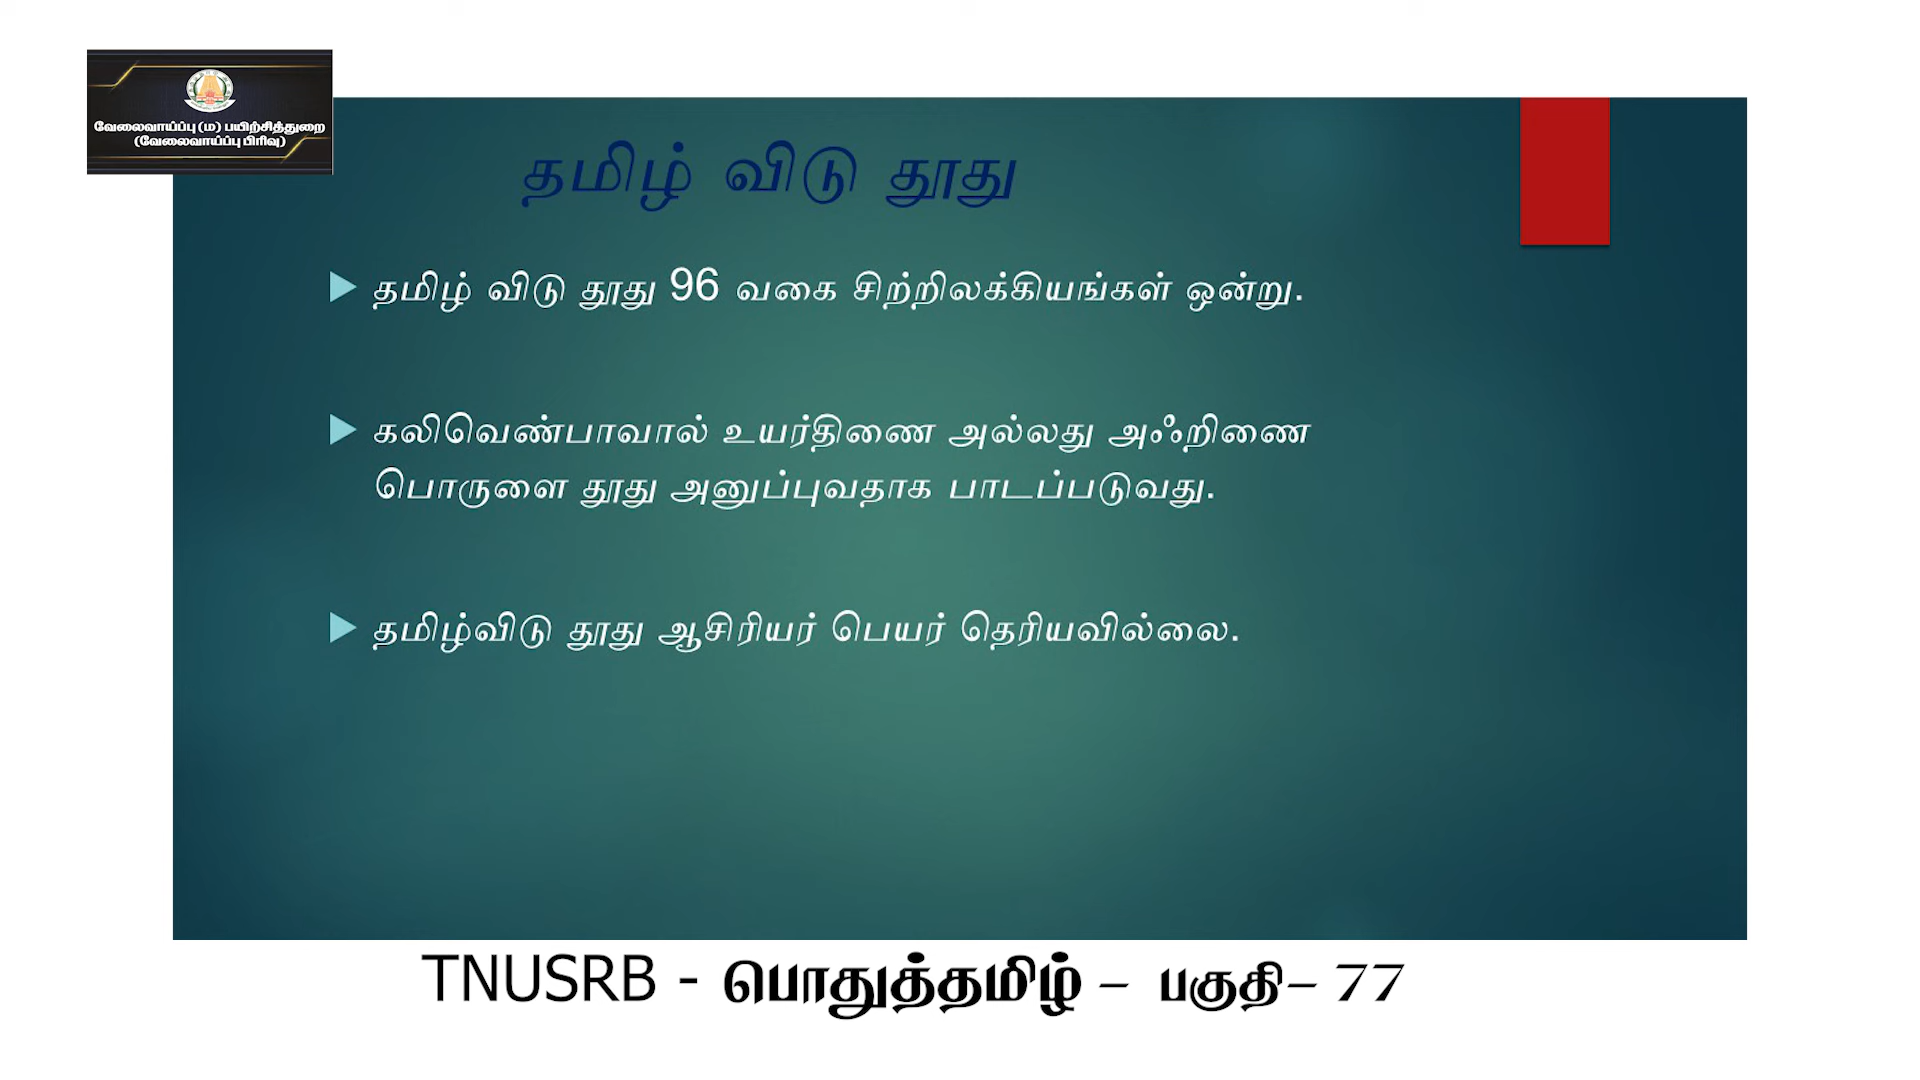 வேலைவாய்ப்பு (ம) பயிற்சித்துறை
(வேலைவாய்ப்பு பிரிவு)
தமிழ் விடு தூது
தமிழ் விடு தூது 96 வகை சிற்றிலக்கியங்கள் ஒன்று.
கலிவெண்பாவால் உயர்திணை அல்லது அஃறிணை
பொருளை தூது அனுப்புவதாக பாடப்படுவது.
தமிழ்விடு தூது ஆசிரியர் பெயர் தெரியவில்லை.
TNUSRB - பொதுத்தமிழ் – பகுதி– 77